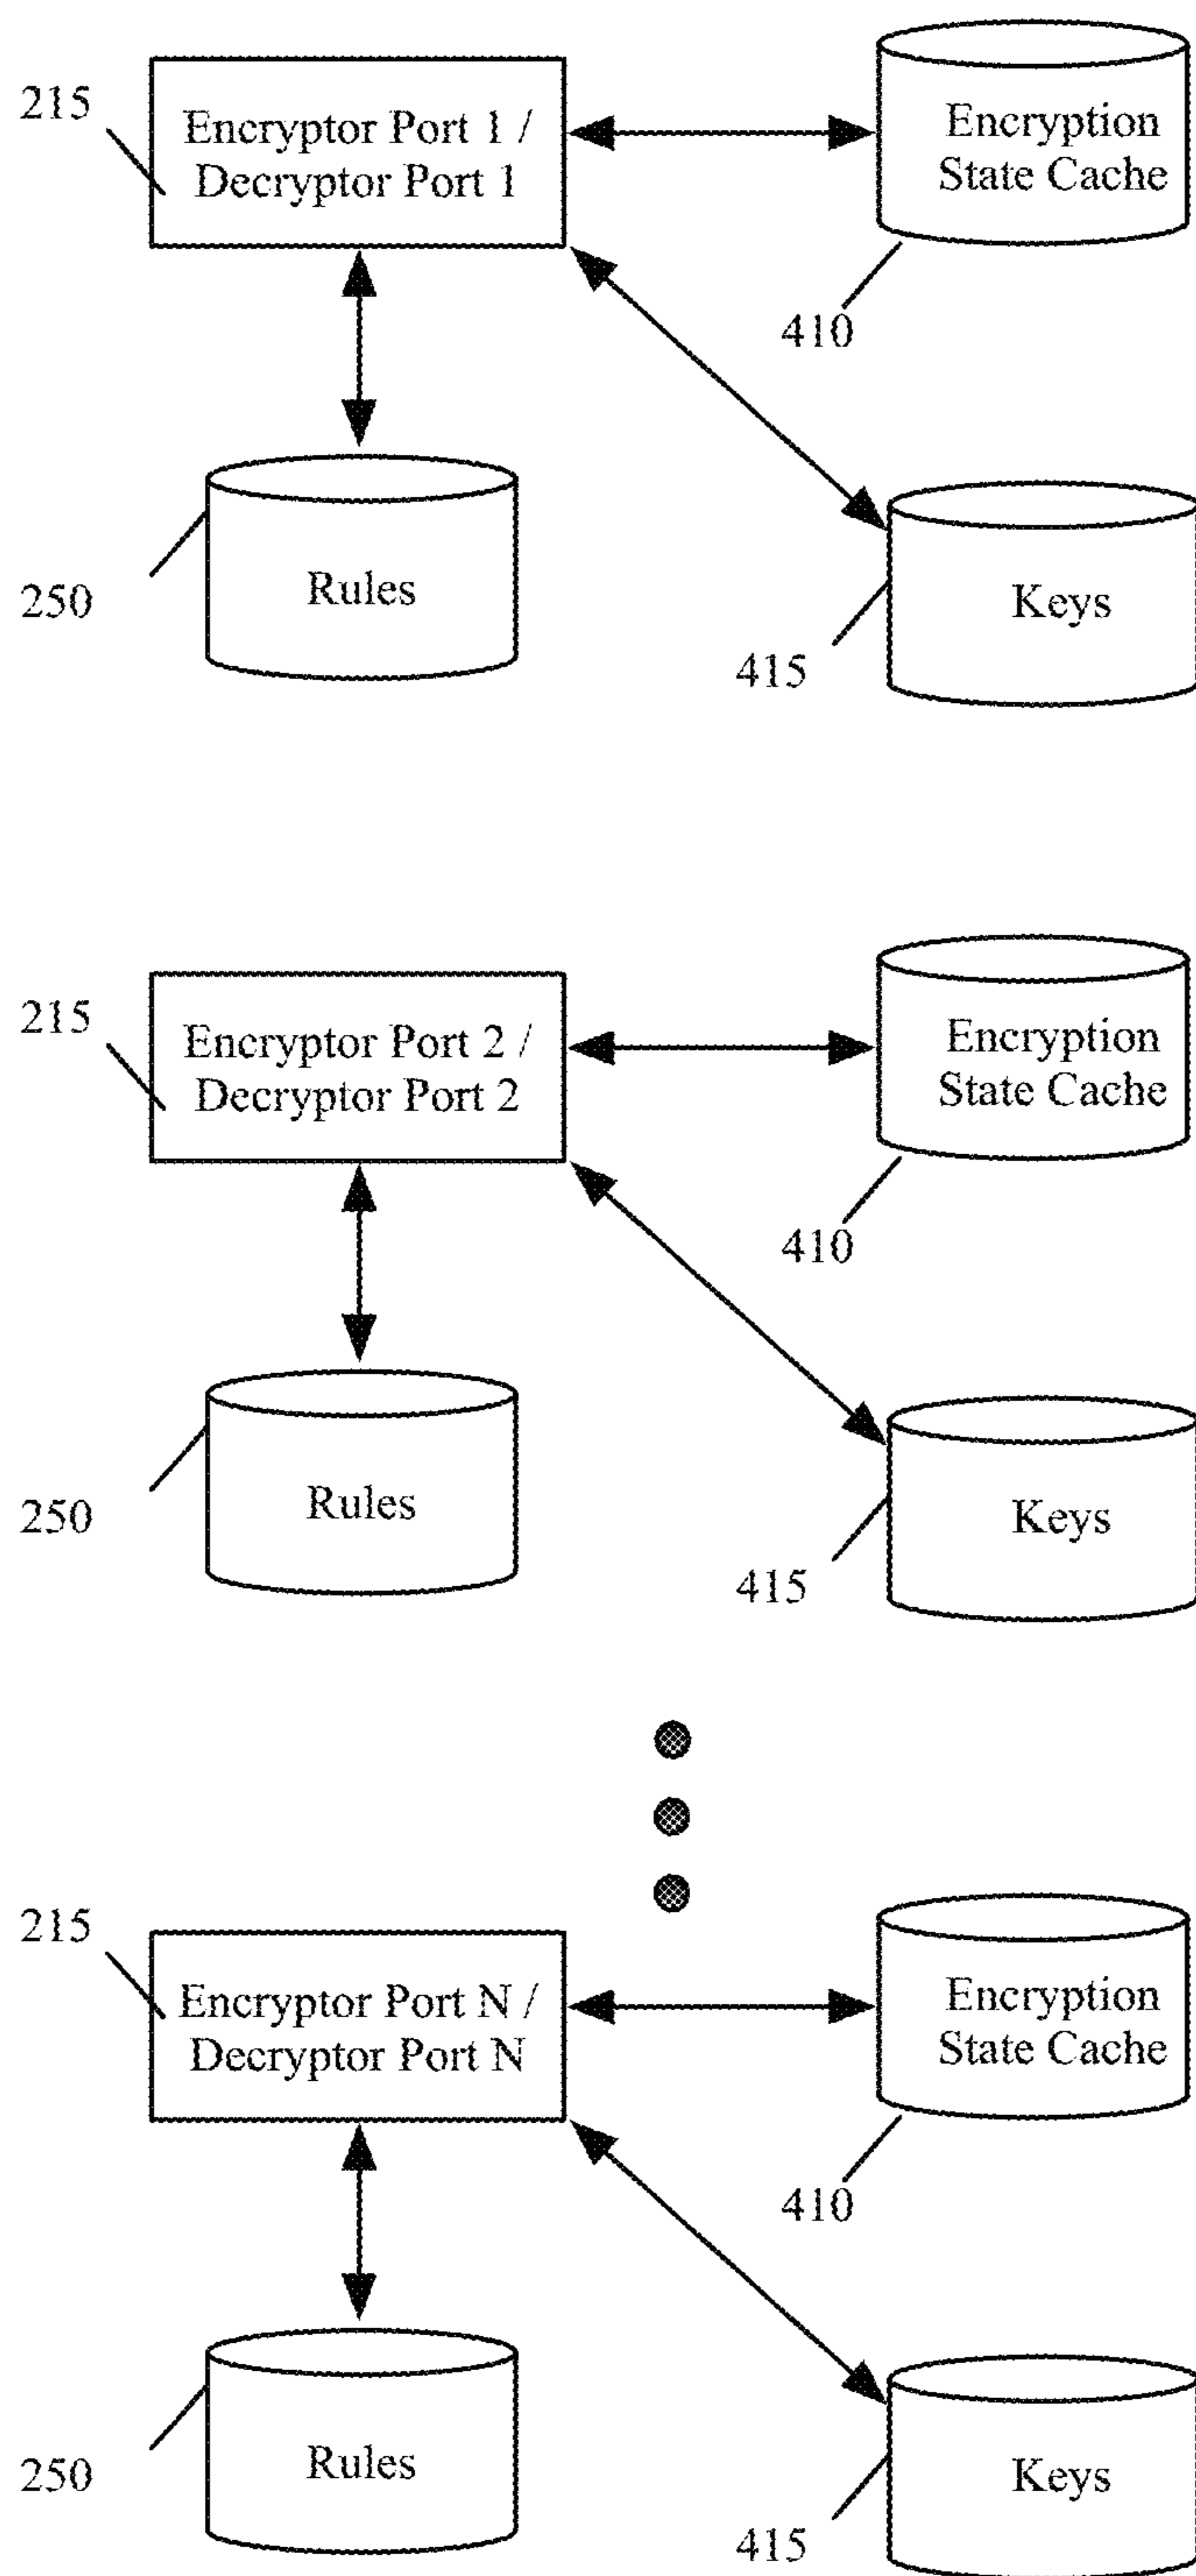 215
Encryptor Port 1 /
Decryptor Port 1
Encryption
State Cache
410
250
Rules
Keys
415
215
Encryptor Port 2 /
Decryptor Port 2
Encryption
State Cache
410
250
Rules
Keys
415
215
Encryptor Port N /
Decryptor Port N
Encryption
State Cache
410
250
Rules
Keys
415